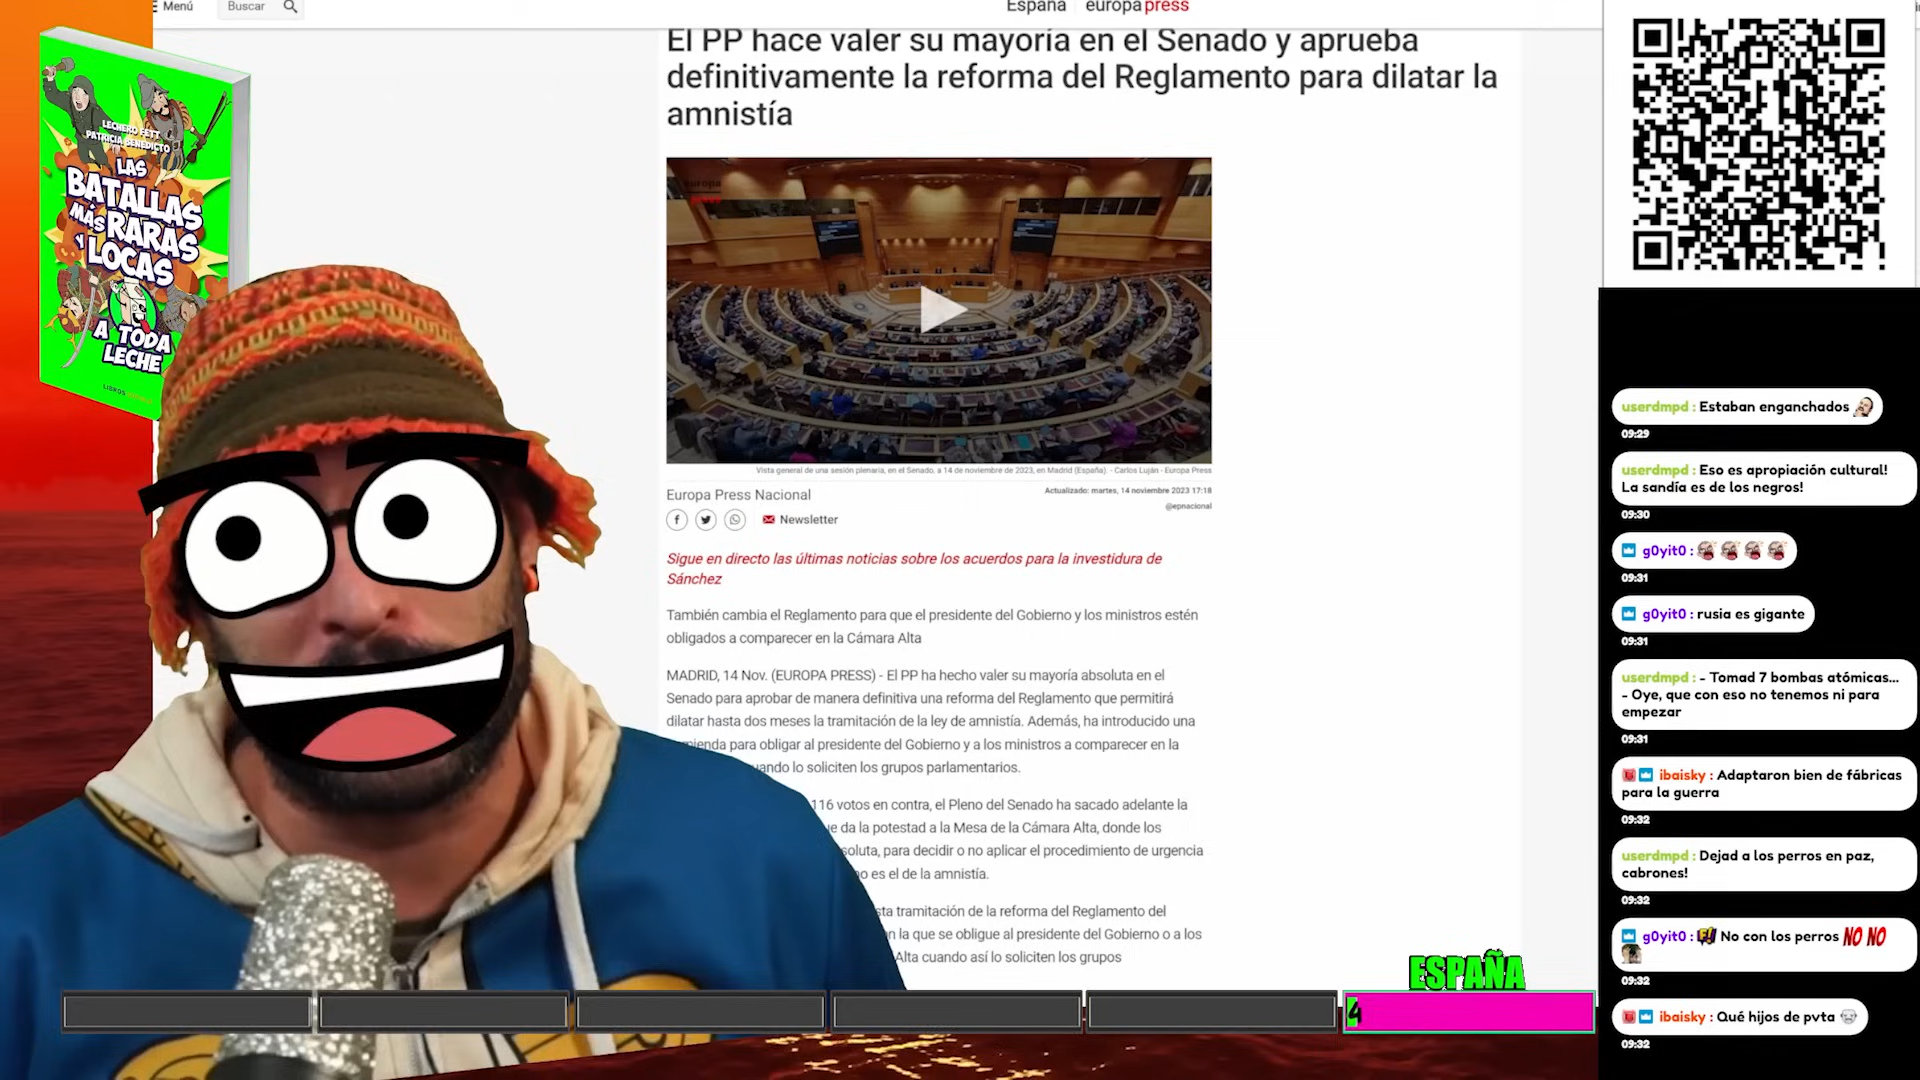 Menú
Buscar
España
europapress
El PP hace valer su mayoría en el Senado y aprueba
definitivamente la reforma del Reglamento para dilatar la
amnistía
europa
press
Vista general de una sesión plenaria, en el Senado, a 14 de noviembre de 2023, en Madrid (España). - Carlos Luján - Europa Press
Europa Press Nacional
Actualizado: martes, 14 noviembre 2023 17:18
@epnacional
Newsletter
Sigue en directo las últimas noticias sobre los acuerdos para la investidura de
Sánchez
También cambia el Reglamento para que el presidente del Gobierno y los ministros estén
obligados a comparecer en la Cámara Alta
MADRID, 14 Nov. (EUROPA PRESS) - El PP ha hecho valer su mayoría absoluta en el
Senado para aprobar de manera definitiva una reforma del Reglamento que permitirá
dilatar hasta dos meses la tramitación de la ley de amnistía. Además, ha introducido una
para obligar al presidente del Gobierno y a los ministros a comparecer en la
uando lo soliciten los grupos parlamentarios.
116 votos en contra, el Pleno del Senado ha sacado adelante la
ue da la potestad a la Mesa de la Cámara Alta, donde los
soluta, para decidir o no aplicar el procedimiento de urgencia
es el de la amnistía.
sta tramitación de la reforma del Reglamento del
n la que se obligue al presidente del Gobierno o a los
Alta cuando así lo soliciten los grupos
LECHERO FETT
PATRICIA BENEDICTO
LAS
BATALLAS
MÁS RARAS
Y LOCAS
A TODA
LECHE
LIBROS
ESPAÑA
4
userdmpd : Estaban enganchados
09:29
userdmpd : Eso es apropiación cultural!
La sandía es de los negros!
09:30
g0yit0 :
09:31
g0yit0 : rusia es gigante
09:31
userdmpd : - Tomad 7 bombas atómicas...
- Oye, que con eso no tenemos ni para
empezar
09:31
ibaisky : Adaptaron bien de fábricas
para la guerra
09:32
userdmpd : Dejad a los perros en paz,
cabrones!
09:32
g0yit0 : F! No con los perros NO NO
09:32
ibaisky : Qué hijos de pvta
09:32